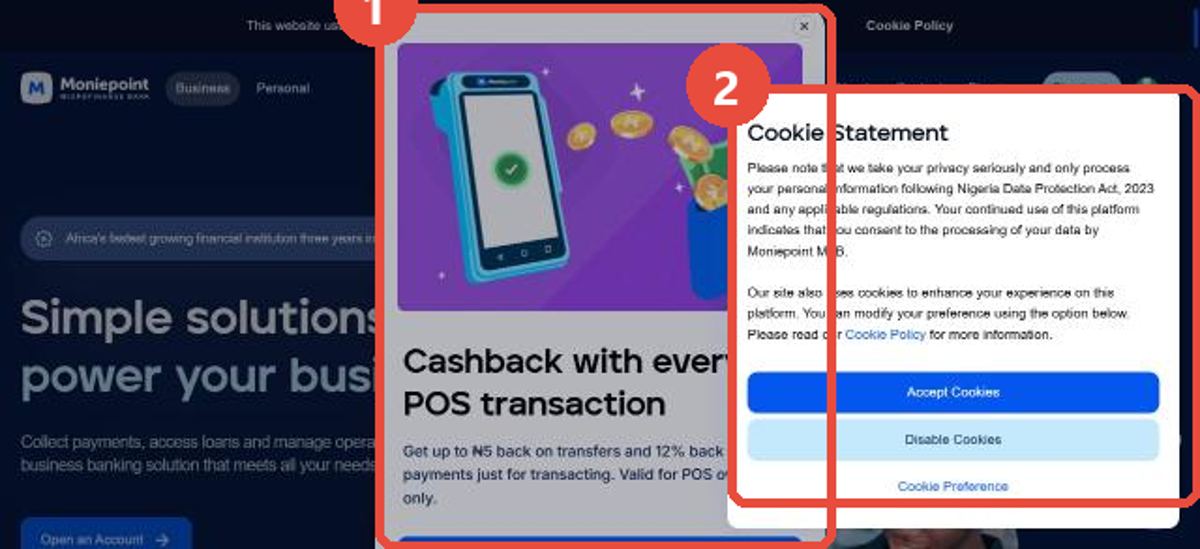 1
This website us
Cookie Policy
Moniepoint
MICROFINANCE BANK
Business
Personal
2
Africa's fastest growing financial institution three years in
Simple solutions
power your busi
Collect payments, access loans and manage opera
business banking solution that meets all your needs
Open an Account
Cashback with ever
POS transaction
Get up to ₦5 back on transfers and 12% back
payments just for transacting. Valid for POS ow
only.
Cookie Statement
Please note that we take your privacy seriously and only process
your personal information following Nigeria Data Protection Act, 2023
and any applicable regulations. Your continued use of this platform
indicates that you consent to the processing of your data by
Moniepoint MFB.
Our site also uses cookies to enhance your experience on this
platform. You can modify your preference using the option below.
Please read our Cookie Policy for more information.
Accept Cookies
Disable Cookies
Cookie Preference